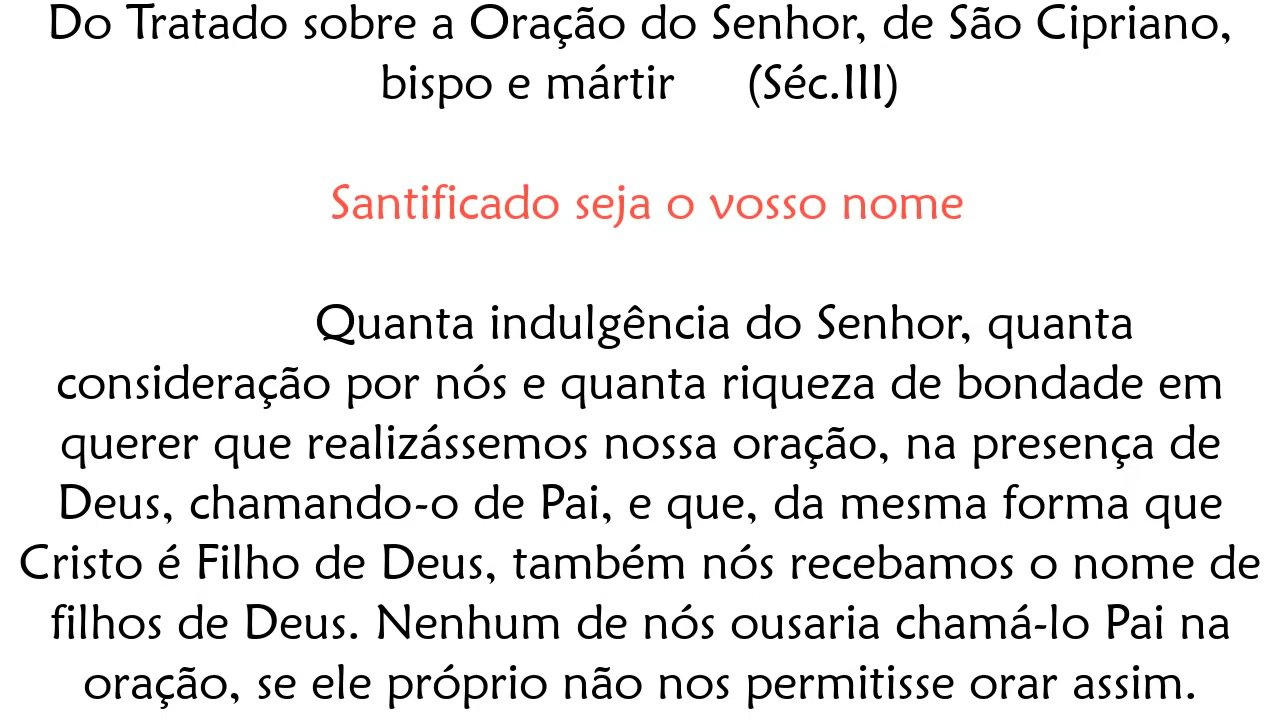 Do Tratado sobre a Oração do Senhor, de São Cipriano,
bispo e mártir (Séc.III)
Santificado seja o vosso nome
Quanta indulgência do Senhor, quanta
consideração por nós e quanta riqueza de bondade em
querer que realizássemos nossa oração, na presença de
Deus, chamando-o de Pai, e que, da mesma forma que
Cristo é Filho de Deus, também nós recebamos o nome de
filhos de Deus. Nenhum de nós ousaria chamá-lo Pai na
oração, se ele próprio não nos permitisse orar assim.